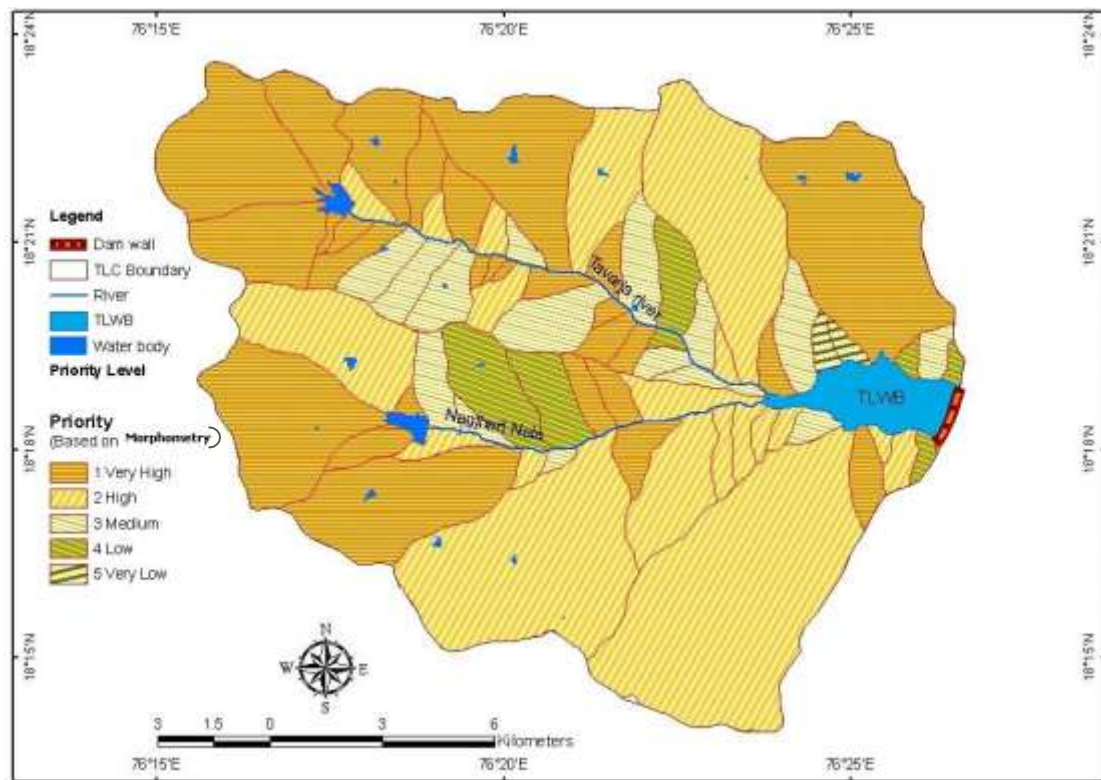 76°15'E 76°20'E 76°25'E
18°24'N 18°24'N
18°21'N 18°21'N
18°18'N 18°18'N
18°15'N 18°15'N
Legend
Dam wall
TLC Boundary
River
TLWB
Water body
Priority Level
Priority
(Based on Morphometry)
1 Very High
2 High
3 Medium
4 Low
5 Very Low
Tavarja river
TLWB
N
W E
S
3 1.5 0 3 6
Kilometers
76°15'E 76°20'E 76°25'E